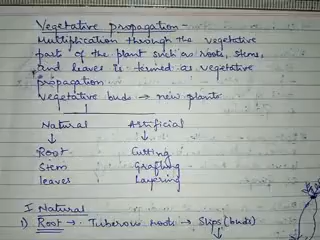 Vegetative propagation -
Multiplication through the vegetative
part of the plant such as roots, stems,
and leaves is termed as vegetative
propagation
vegetative buds → new plants
Natural Artificial
↓ ↓
Root Cutting
Stem Grafting
leaves Layering
I Natural
1) Root → Tuberous roots → Slips (buds)